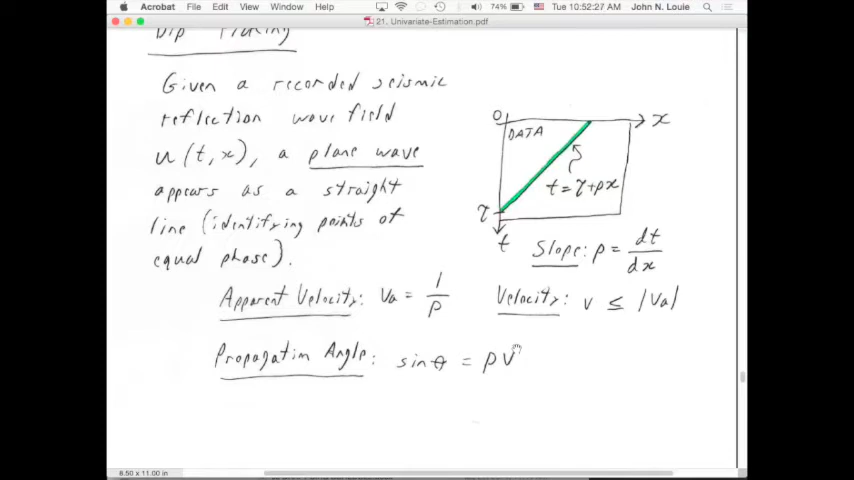 Acrobat File Edit View Window Help 74% Tue 10:52:27 AM John N. Louie
21. Univariate-Estimation.pdf
Dip Picking
Given a recorded seismic
reflection wavefield
u(t,x), a plane wave
appears as a straight
line (identifying points of
equal phase).
0 x
DATA
t = τ + px
τ
t
Slope: p = dt/dx
Apparent Velocity: Va = 1/p Velocity: v ≤ |Va|
Propagation Angle: sin θ = pv
8.50 x 11.00 in